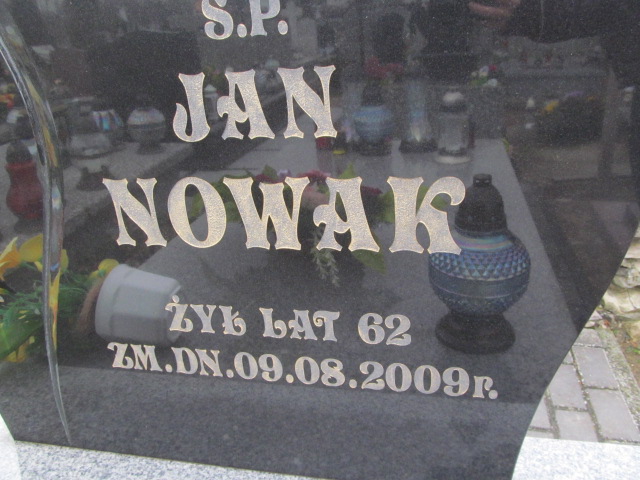 Ś.P.
JAN
NOWAK
ŻYŁ LAT 62
ZM.DN.09.08.2009r.